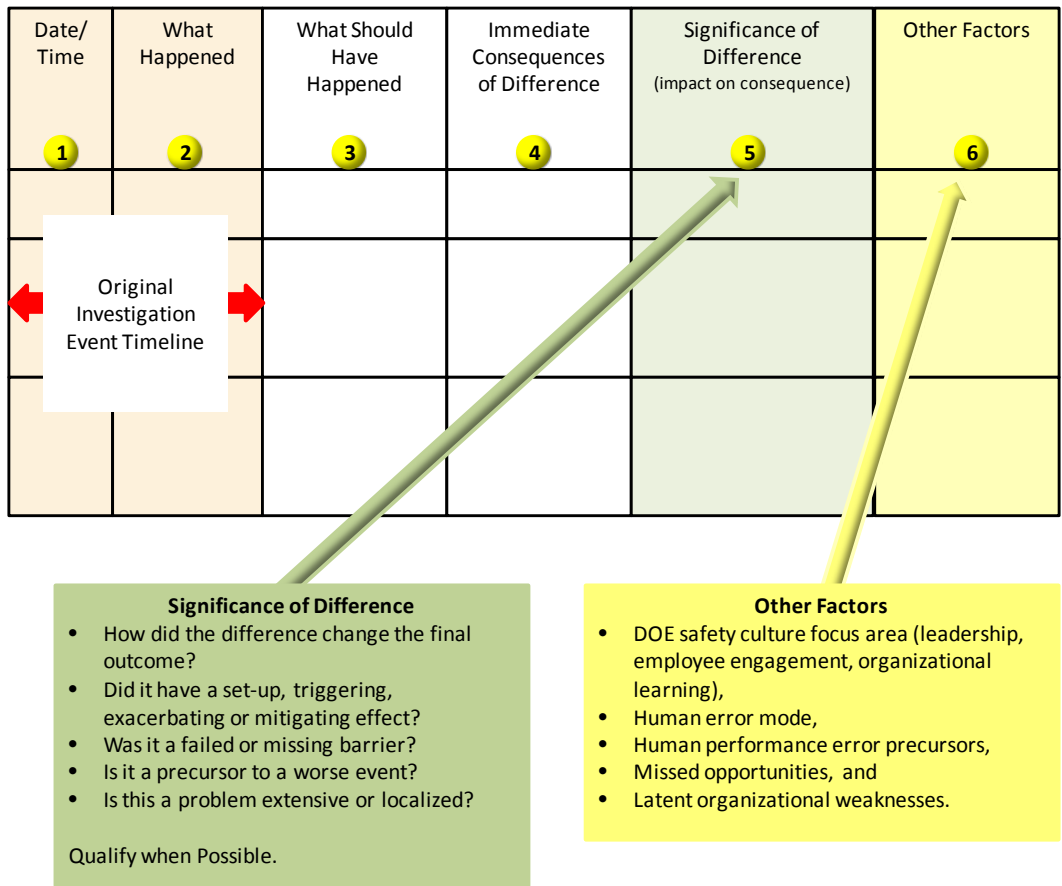 Date/
Time
What
Happened
What Should
Have
Happened
Immediate
Consequences
of Difference
Significance of
Difference
(impact on consequence)
Other Factors
1
2
3
4
5
6
Original
Investigation
Event Timeline
Significance of Difference
• How did the difference change the final
outcome?
• Did it have a set-up, triggering,
exacerbating or mitigating effect?
• Was it a failed or missing barrier?
• Is it a precursor to a worse event?
• Is this a problem extensive or localized?
Qualify when Possible.
Other Factors
• DOE safety culture focus area (leadership,
employee engagement, organizational
learning),
• Human error mode,
• Human performance error precursors,
• Missed opportunities, and
• Latent organizational weaknesses.